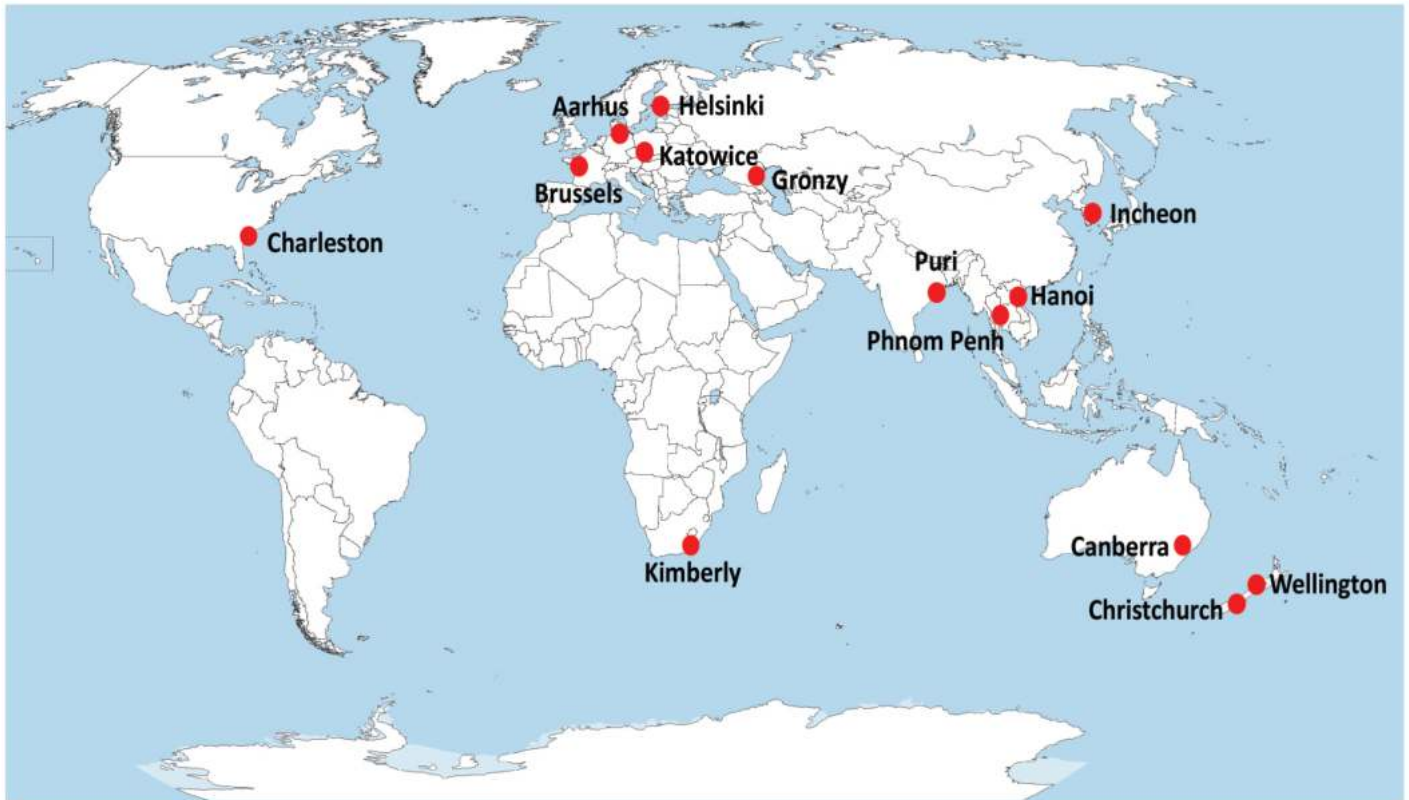 Aarhus
Helsinki
Katowice
Brussels
Gronzy
Incheon
Charleston
Puri
Hanoi
Phnom Penh
Canberra
Kimberly
Wellington
Christchurch